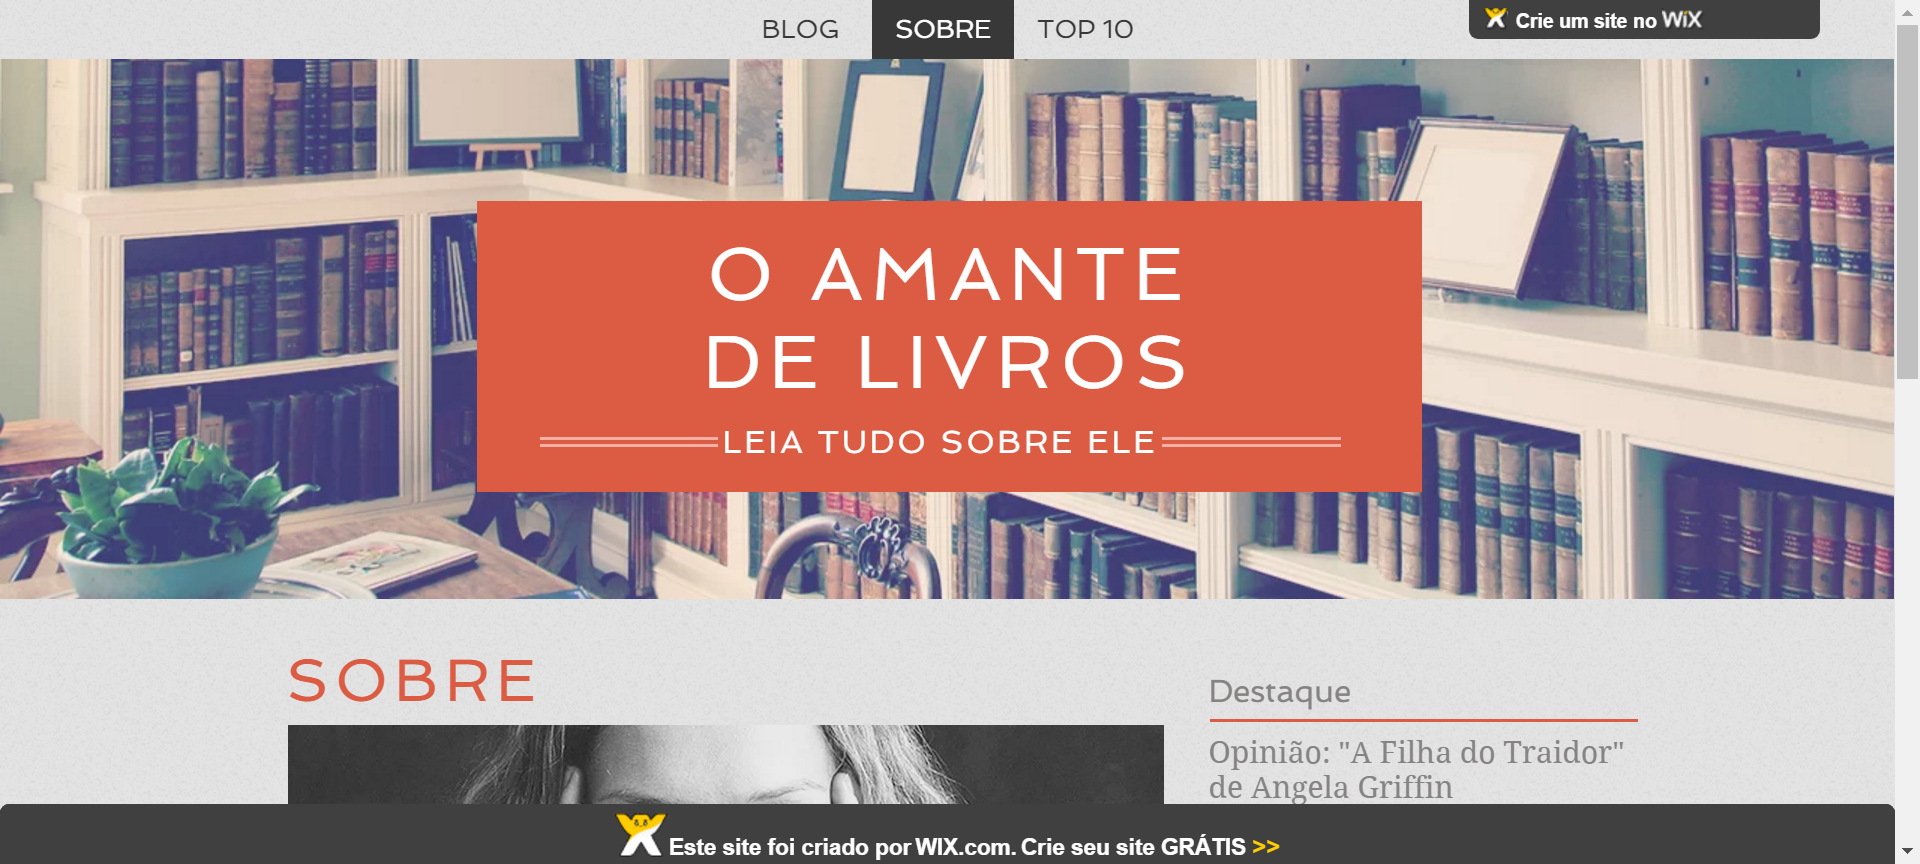 BLOG
SOBRE
TOP 10
Crie um site no WiX
O AMANTE
DE LIVROS
LEIA TUDO SOBRE ELE
SOBRE
Destaque
Opinião: "A Filha do Traidor"
de Angela Griffin
Este site foi criado por WIX.com. Crie seu site GRÁTIS >>